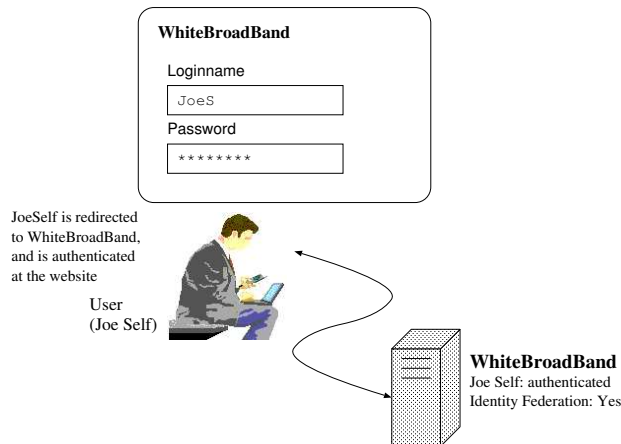 WhiteBroadBand
Loginname
JoeS
Password
********
JoeSelf is redirected
to WhiteBroadBand,
and is authenticated
at the website
User
(Joe Self)
WhiteBroadBand
Joe Self: authenticated
Identity Federation: Yes